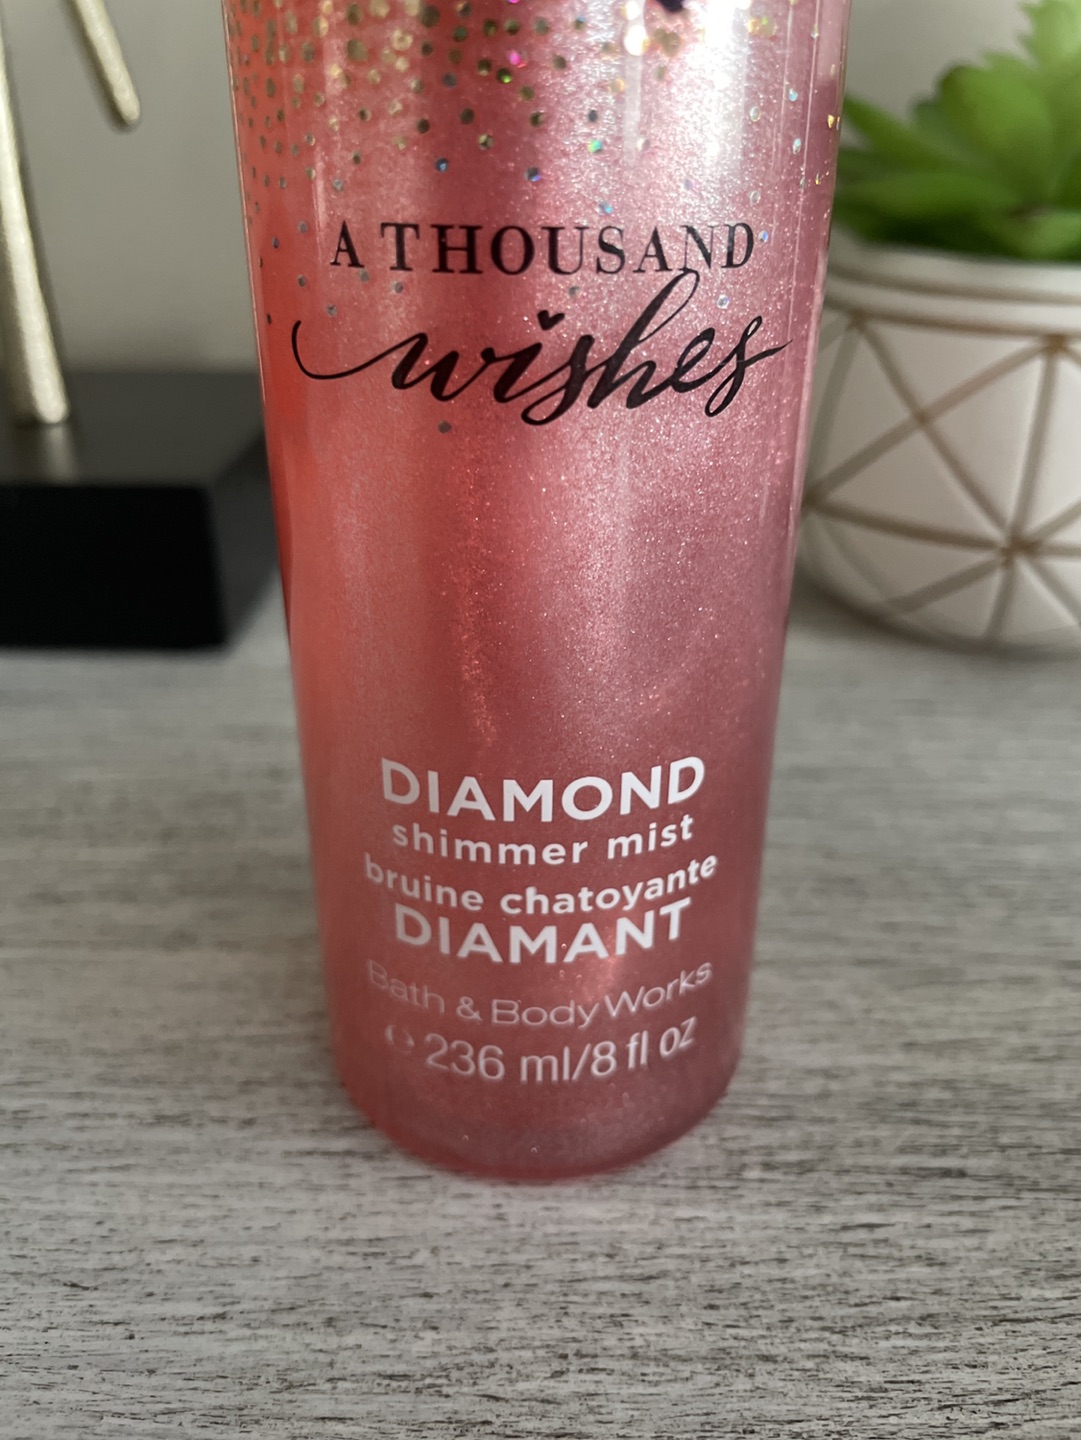 A THOUSAND
wishes
DIAMOND
shimmer mist
bruine chatoyante
DIAMANT
Bath & Body Works
℮ 236 ml/8 fl oz